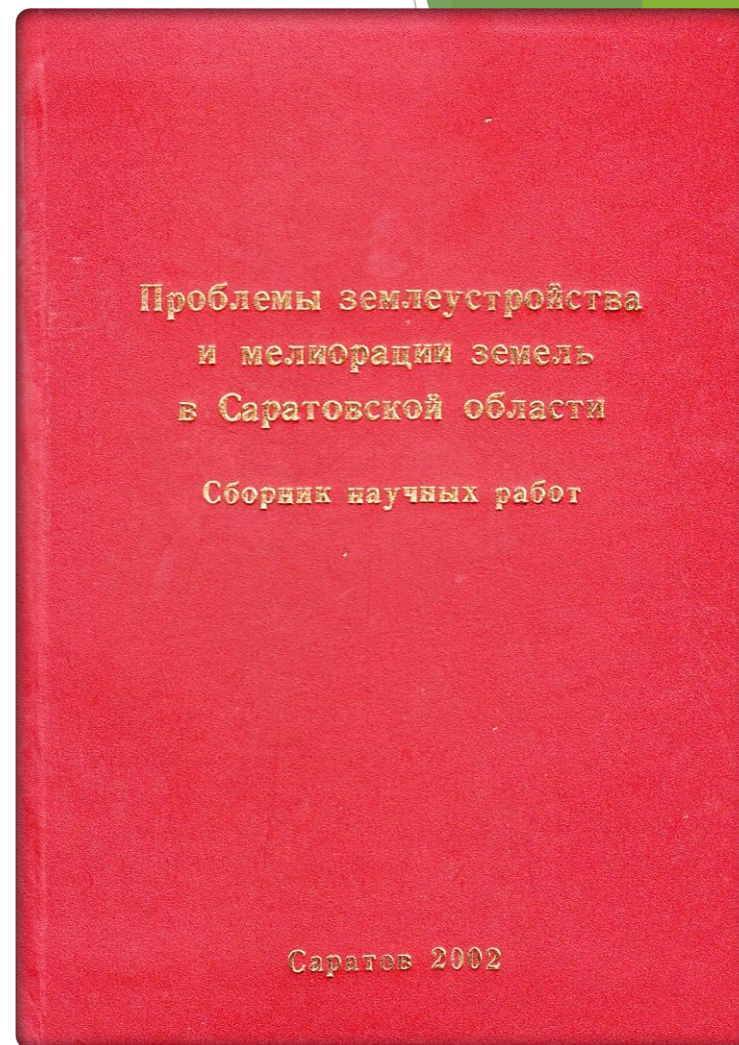 Проблемы землеустройства
и мелиорации земель
в Саратовской области
Сборник научных работ
Саратов 2002